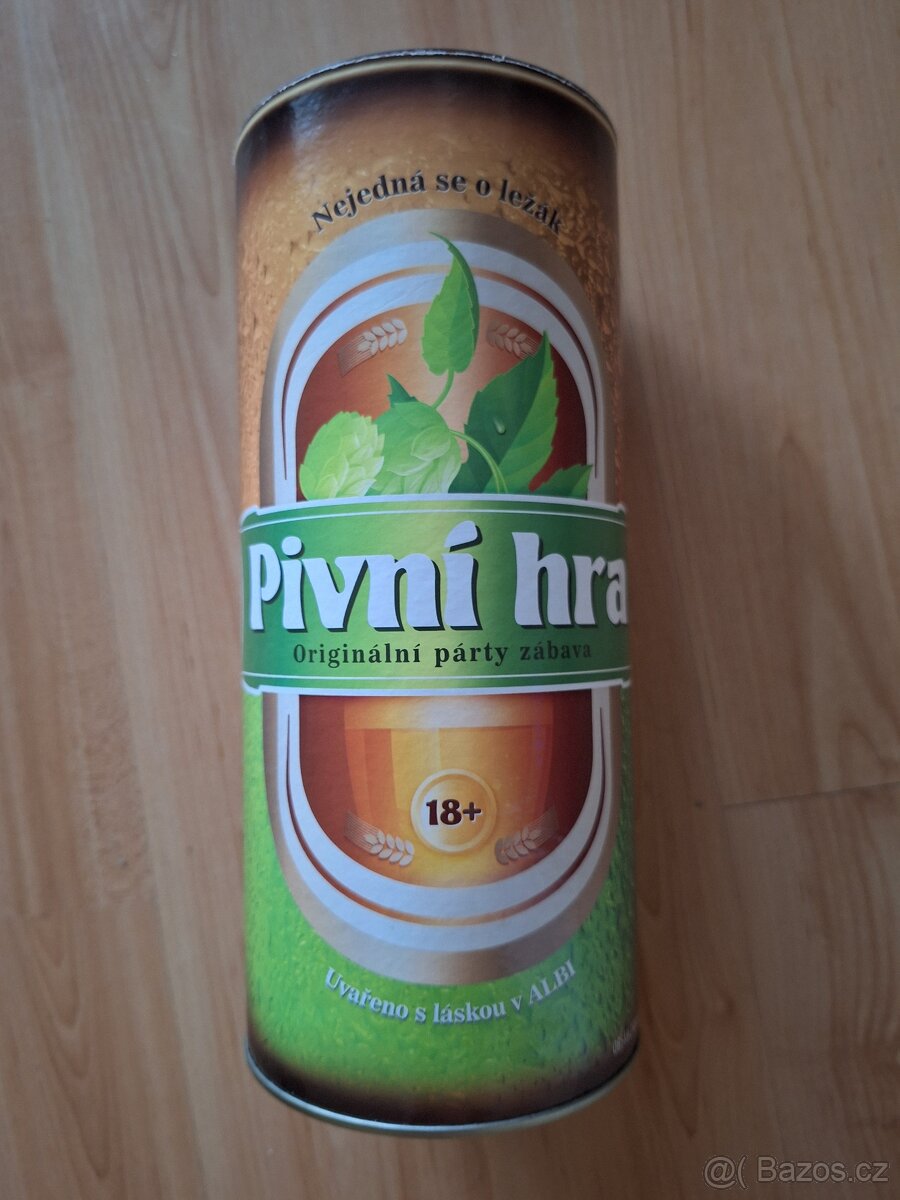 Nejedná se o ležák
Pivní hra
Originální párty zábava
18+
Uvařeno s láskou v ALBI
@( Bazos.cz